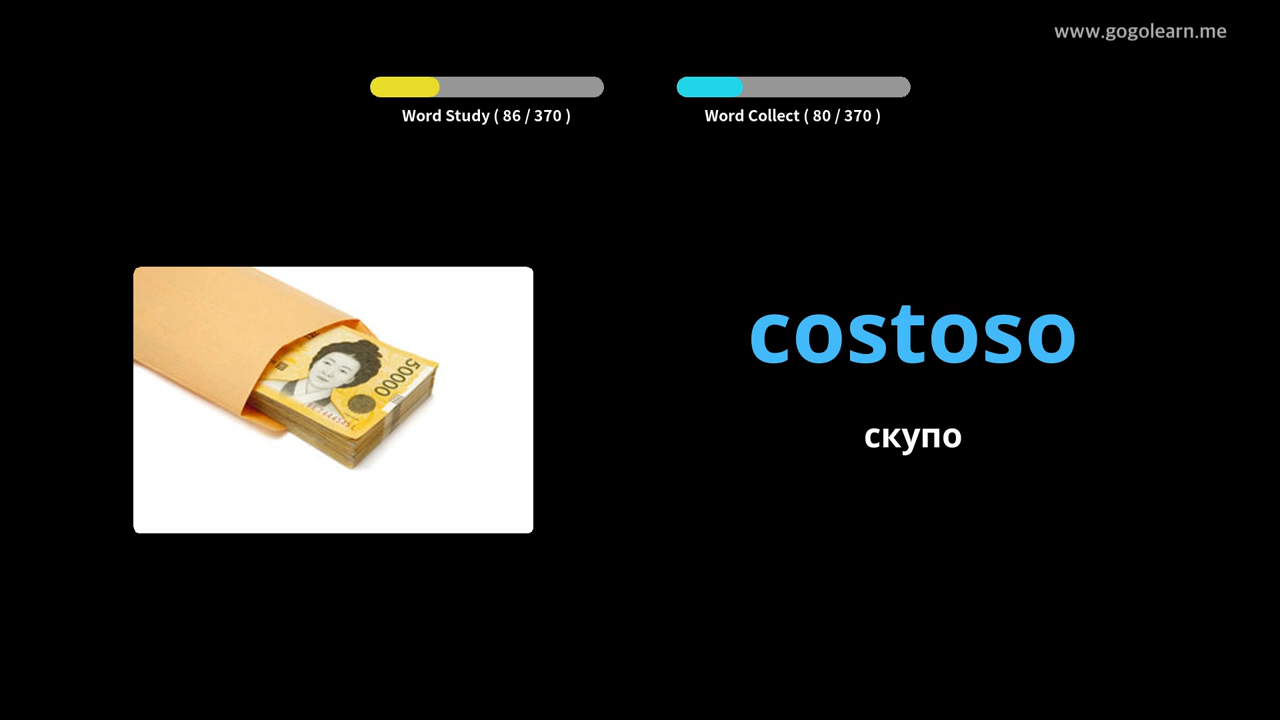 www.gogolearn.me
Word Study ( 86 / 370 )
Word Collect ( 80 / 370 )
50000
costoso
скупо